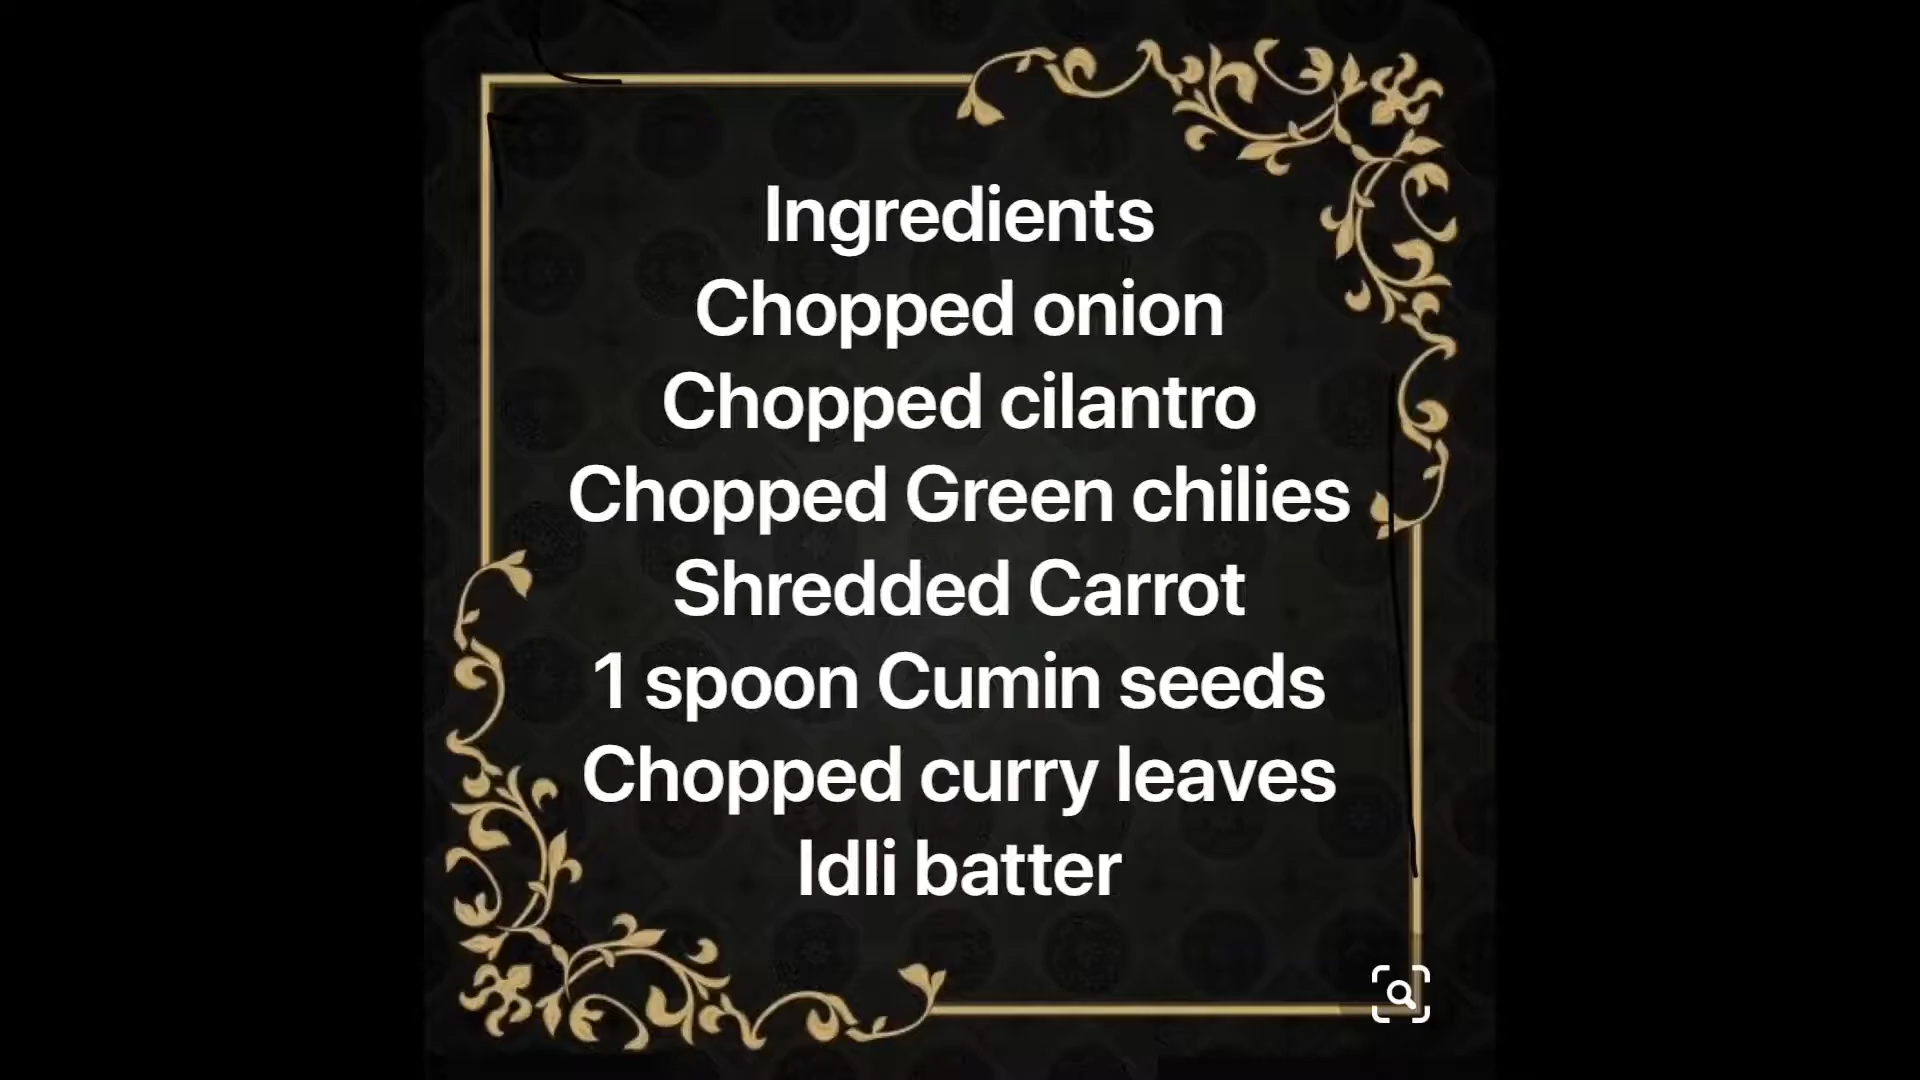 Ingredients
Chopped onion
Chopped cilantro
Chopped Green chilies
Shredded Carrot
1 spoon Cumin seeds
Chopped curry leaves
Idli batter